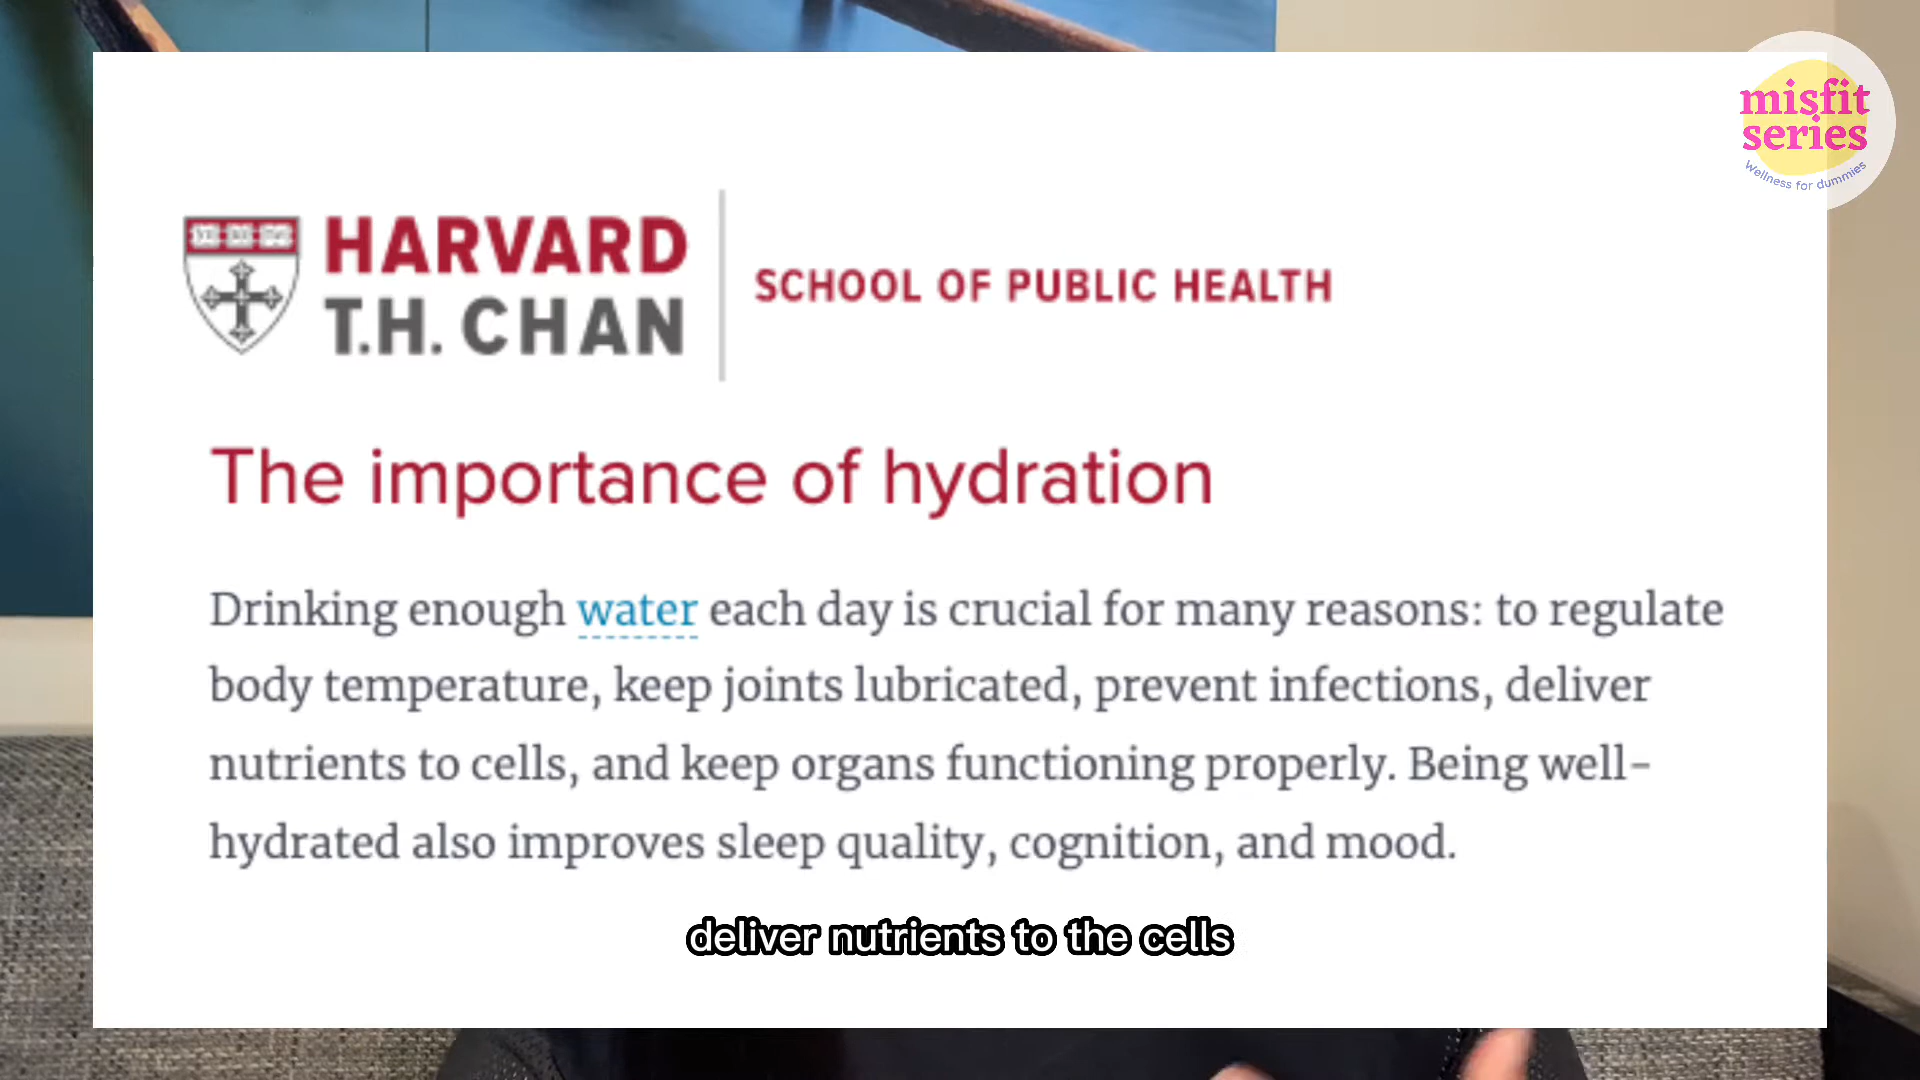 misfit
series
Wellness for dummies
HARVARD
T.H. CHAN
SCHOOL OF PUBLIC HEALTH
The importance of hydration
Drinking enough water each day is crucial for many reasons: to regulate
body temperature, keep joints lubricated, prevent infections, deliver
nutrients to cells, and keep organs functioning properly. Being well-
hydrated also improves sleep quality, cognition, and mood.
deliver nutrients to the cells